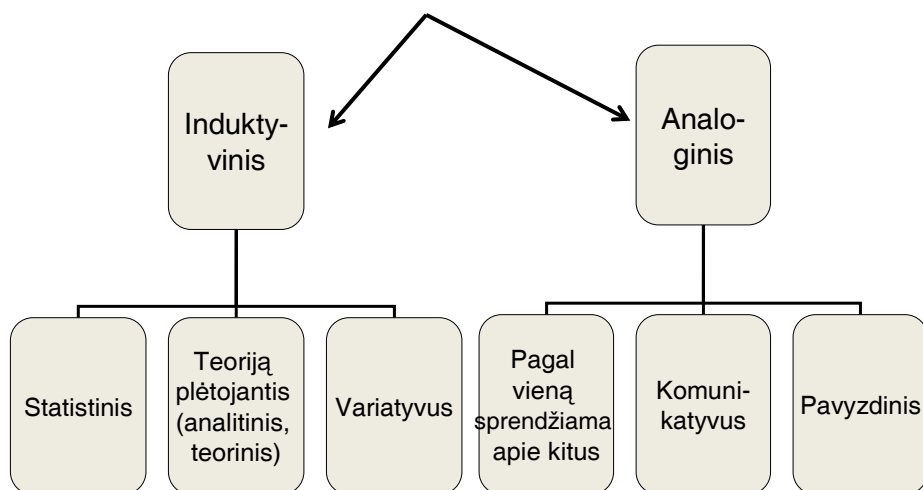 Indukty-
vinis
Analo-
ginis
Statistinis
Teoriją
plėtojantis
(analitinis,
teorinis)
Variatyvus
Pagal
vieną
sprendžiama
apie kitus
Komuni-
katyvus
Pavyzdinis